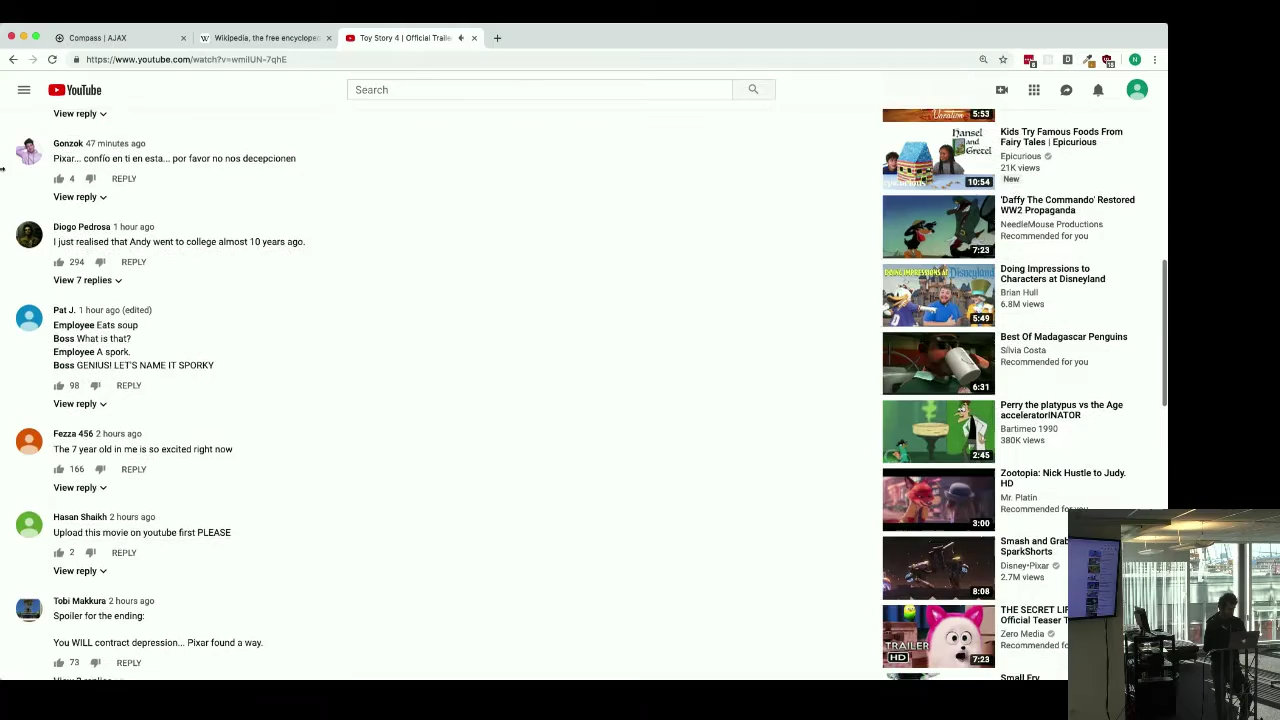 Compass | AJAX
Wikipedia, the free encycloped
Toy Story 4 | Official Traile
https://www.youtube.com/watch?v=wmiIUN-7qhE
N
YouTube
Search
View reply
Gonzok 47 minutes ago
Pixar... confío en ti en esta... por favor no nos decepcionen
4 REPLY
View reply
Diogo Pedrosa 1 hour ago
I just realised that Andy went to college almost 10 years ago.
294 REPLY
View 7 replies
Pat J. 1 hour ago (edited)
Employee Eats soup
Boss What is that?
Employee A spork.
Boss GENIUS! LET'S NAME IT SPORKY
98 REPLY
View reply
Fezza 456 2 hours ago
The 7 year old in me is so excited right now
166 REPLY
View reply
Hasan Shaikh 2 hours ago
Upload this movie on youtube first PLEASE
2 REPLY
View reply
Tobi Makkura 2 hours ago
Spoiler for the ending:
You WILL contract depression... Pixar found a way.
73 REPLY
5:53
Hansel
and
Gretel
10:54
Kids Try Famous Foods From
Fairy Tales | Epicurious
Epicurious
21K views
New
7:23
'Daffy The Commando' Restored
WW2 Propaganda
NeedleMouse Productions
Recommended for you
DOING IMPRESSIONS AT Disneyland
5:49
Doing Impressions to
Characters at Disneyland
Brian Hull
6.8M views
6:31
Best Of Madagascar Penguins
Sílvia Costa
Recommended for you
2:45
Perry the platypus vs the Age
acceleratorINATOR
Bartimeo 1990
380K views
3:00
Zootopia: Nick Hustle to Judy.
HD
Mr. Platin
Recommended for you
8:08
Smash and Grab
SparkShorts
Disney•Pixar
2.7M views
TRAILER
HD
7:23
THE SECRET LIF
Official Teaser T
Zero Media
Recommended for
Small Fry